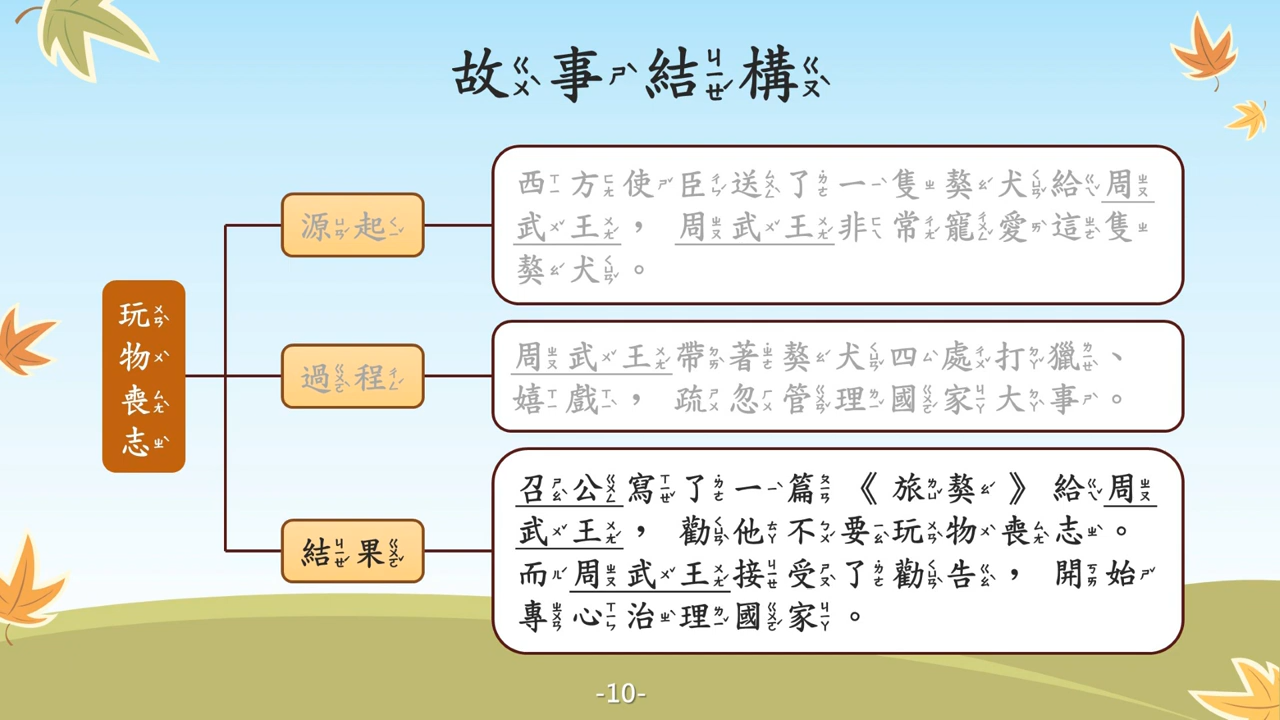 故事結構
玩物喪志
源起
西方使臣送了一隻獒犬給周
武王，周武王非常寵愛這隻
獒犬。
過程
周武王帶著獒犬四處打獵、
嬉戲，疏忽管理國家大事。
結果
召公寫了一篇《旅獒》給周
武王，勸他不要玩物喪志。
而周武王接受了勸告，開始
專心治理國家。
-10-